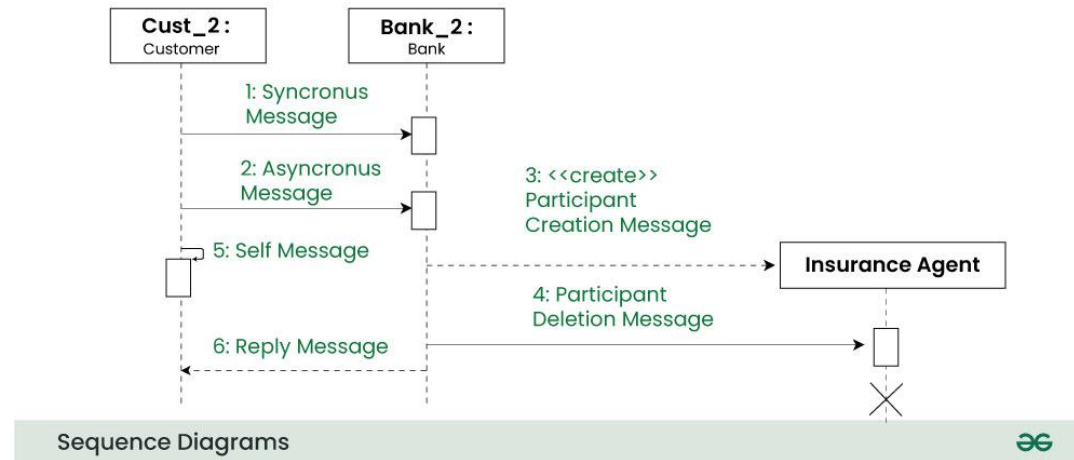 Cust_2:
Customer
Bank_2:
Bank
1: Syncronus
Message
2: Asyncronus
Message
3: <<create>>
Participant
Creation Message
5: Self Message
Insurance Agent
4: Participant
Deletion Message
6: Reply Message
Sequence Diagrams